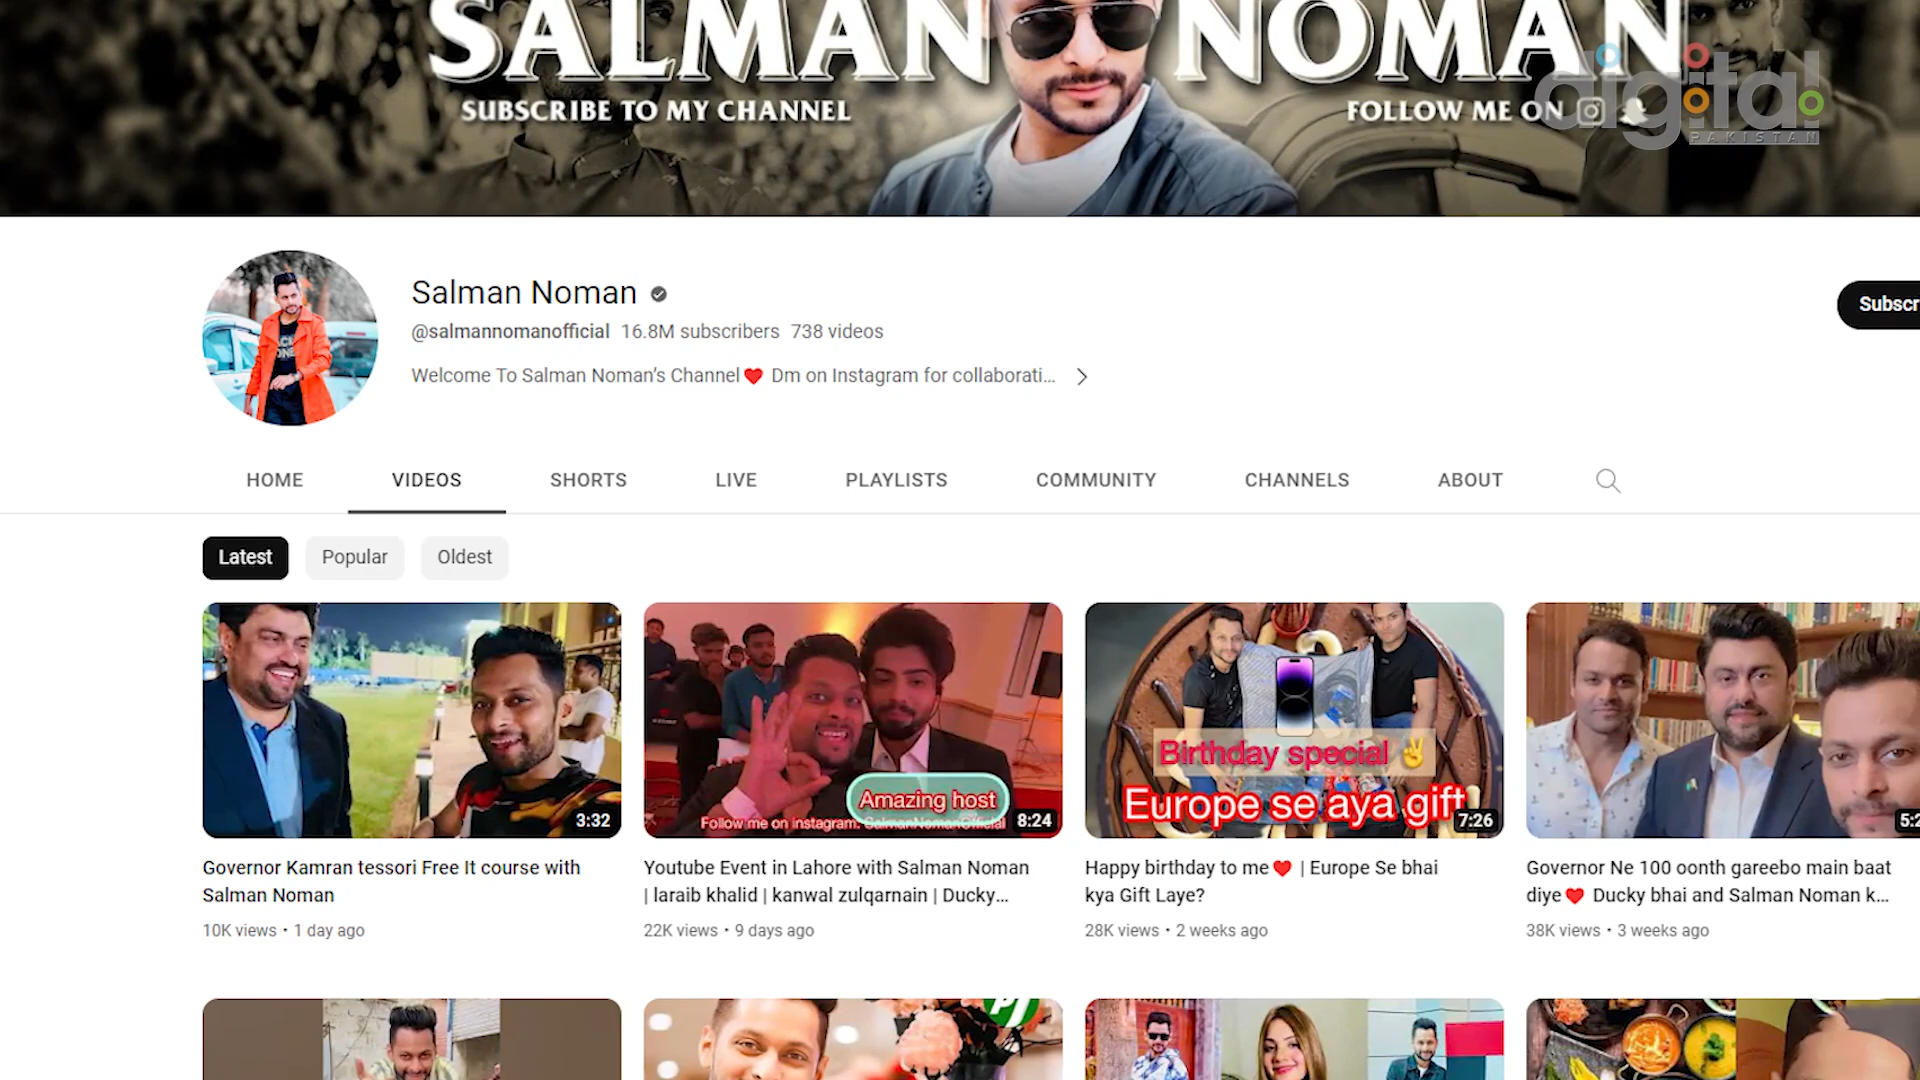 SALMAN NOMAN
SUBSCRIBE TO MY CHANNEL
FOLLOW ME ON
digital
PAKISTAN
Salman Noman
@salmannomanofficial 16.8M subscribers 738 videos
Welcome To Salman Noman's Channel❤️ Dm on Instagram for collaborati...
Subscr
HOME VIDEOS SHORTS LIVE PLAYLISTS COMMUNITY CHANNELS ABOUT
Latest Popular Oldest
3:32
Amazing host
Follow me on instagram: SalmanNomanOfficial
8:24
Birthday special ✌️
Europe se aya gift
7:26
5:2
Governor Kamran tessori Free It course with
Salman Noman
10K views • 1 day ago
Youtube Event in Lahore with Salman Noman
| laraib khalid | kanwal zulqarnain | Ducky...
22K views • 9 days ago
Happy birthday to me❤️ | Europe Se bhai
kya Gift Laye?
28K views • 2 weeks ago
Governor Ne 100 oonth gareebo main baat
diye❤️ Ducky bhai and Salman Noman k...
38K views • 3 weeks ago